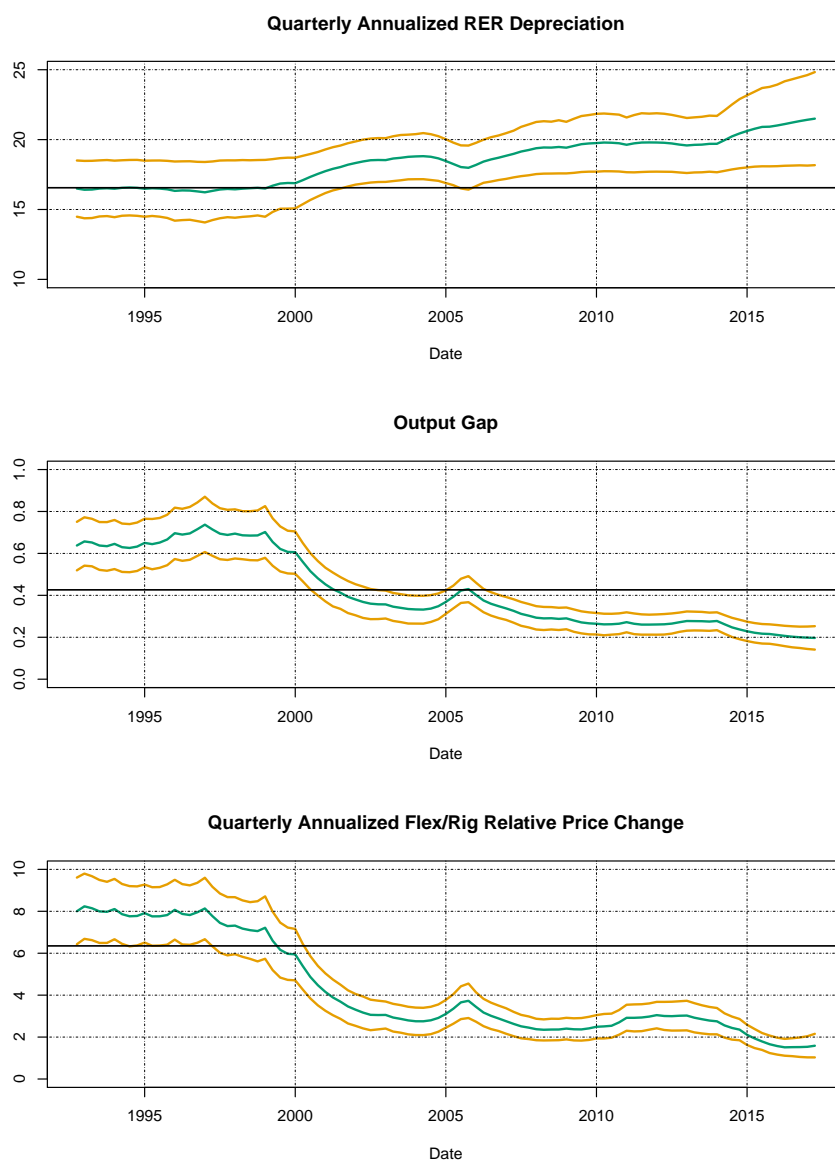 Quarterly Annualized RER Depreciation
25
20
15
10
1995 2000 2005 2010 2015
Date
Output Gap
1.0
0.8
0.6
0.4
0.2
0.0
1995 2000 2005 2010 2015
Date
Quarterly Annualized Flex/Rig Relative Price Change
10
8
6
4
2
0
1995 2000 2005 2010 2015
Date